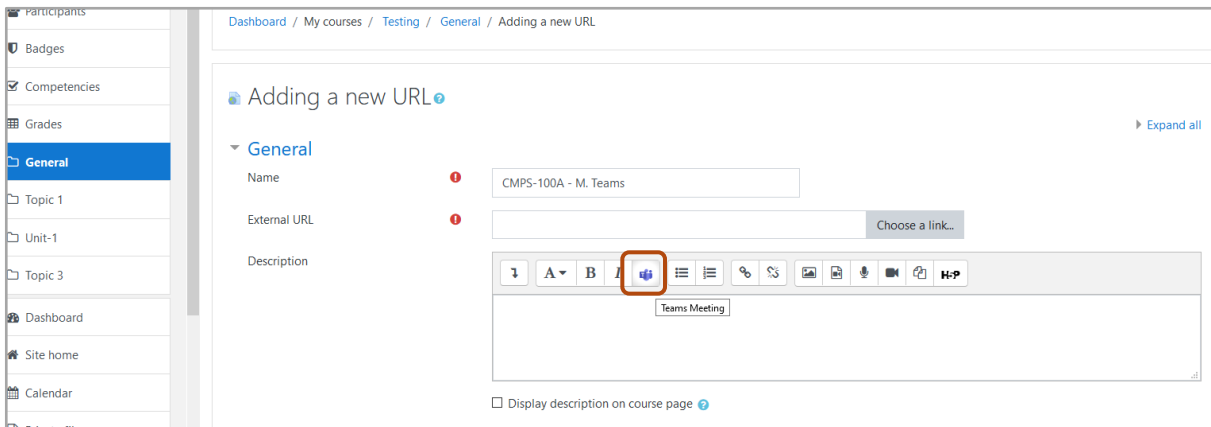 Participants
Badges
Competencies
Grades
General
Topic 1
Unit-1
Topic 3
Dashboard
Site home
Calendar
Dashboard / My courses / Testing / General / Adding a new URL
Adding a new URL
Expand all
General
Name
CMPS-100A - M. Teams
External URL
Choose a link...
Description
A B I H-P
Teams Meeting
Display description on course page